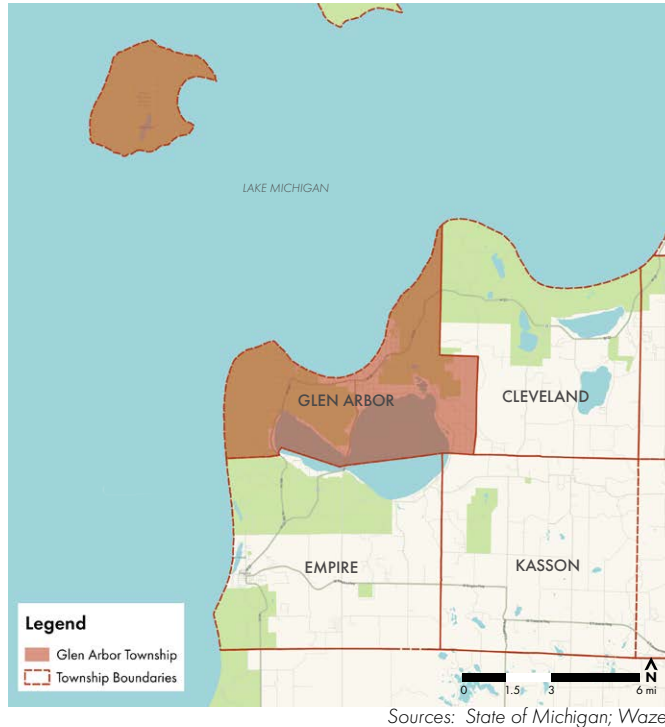 LAKE MICHIGAN
GLEN ARBOR
CLEVELAND
EMPIRE
KASSON
Legend
Glen Arbor Township
Township Boundaries
N
0 1.5 3 6 mi
Sources: State of Michigan; Waze